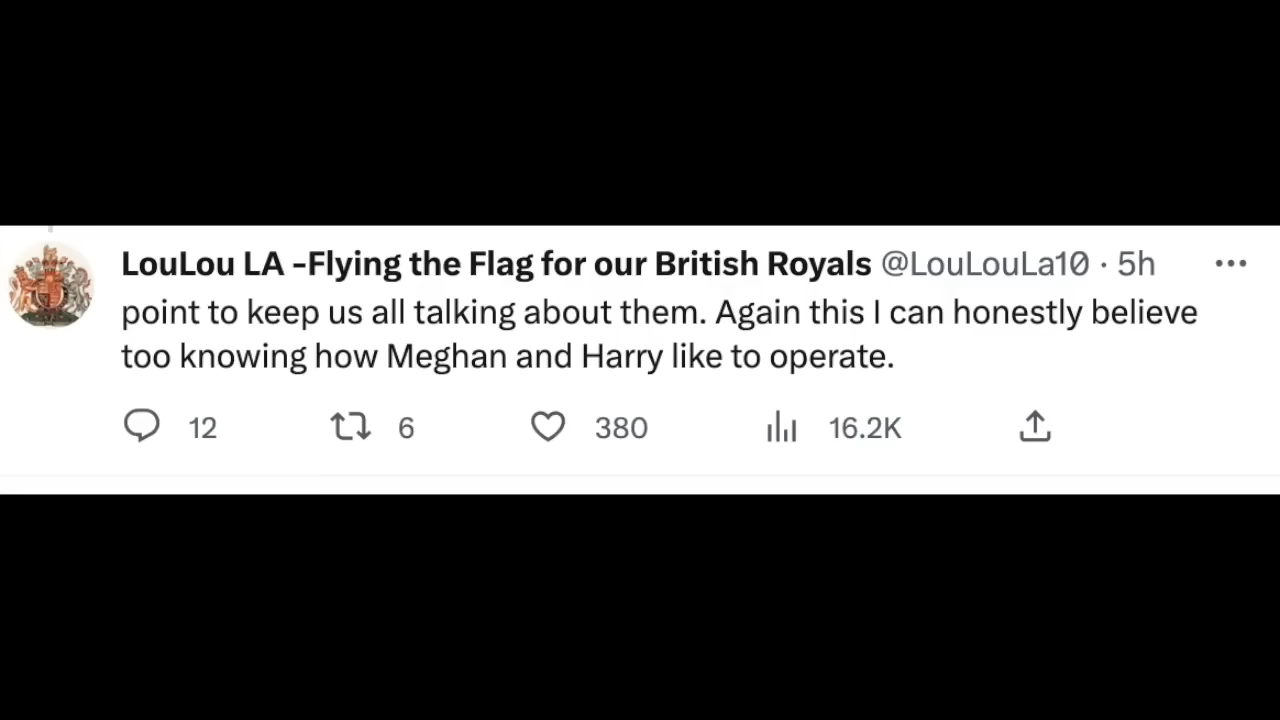 LouLou LA -Flying the Flag for our British Royals @LouLouLa10 · 5h
point to keep us all talking about them. Again this I can honestly believe
too knowing how Meghan and Harry like to operate.
12 6 380 16.2K